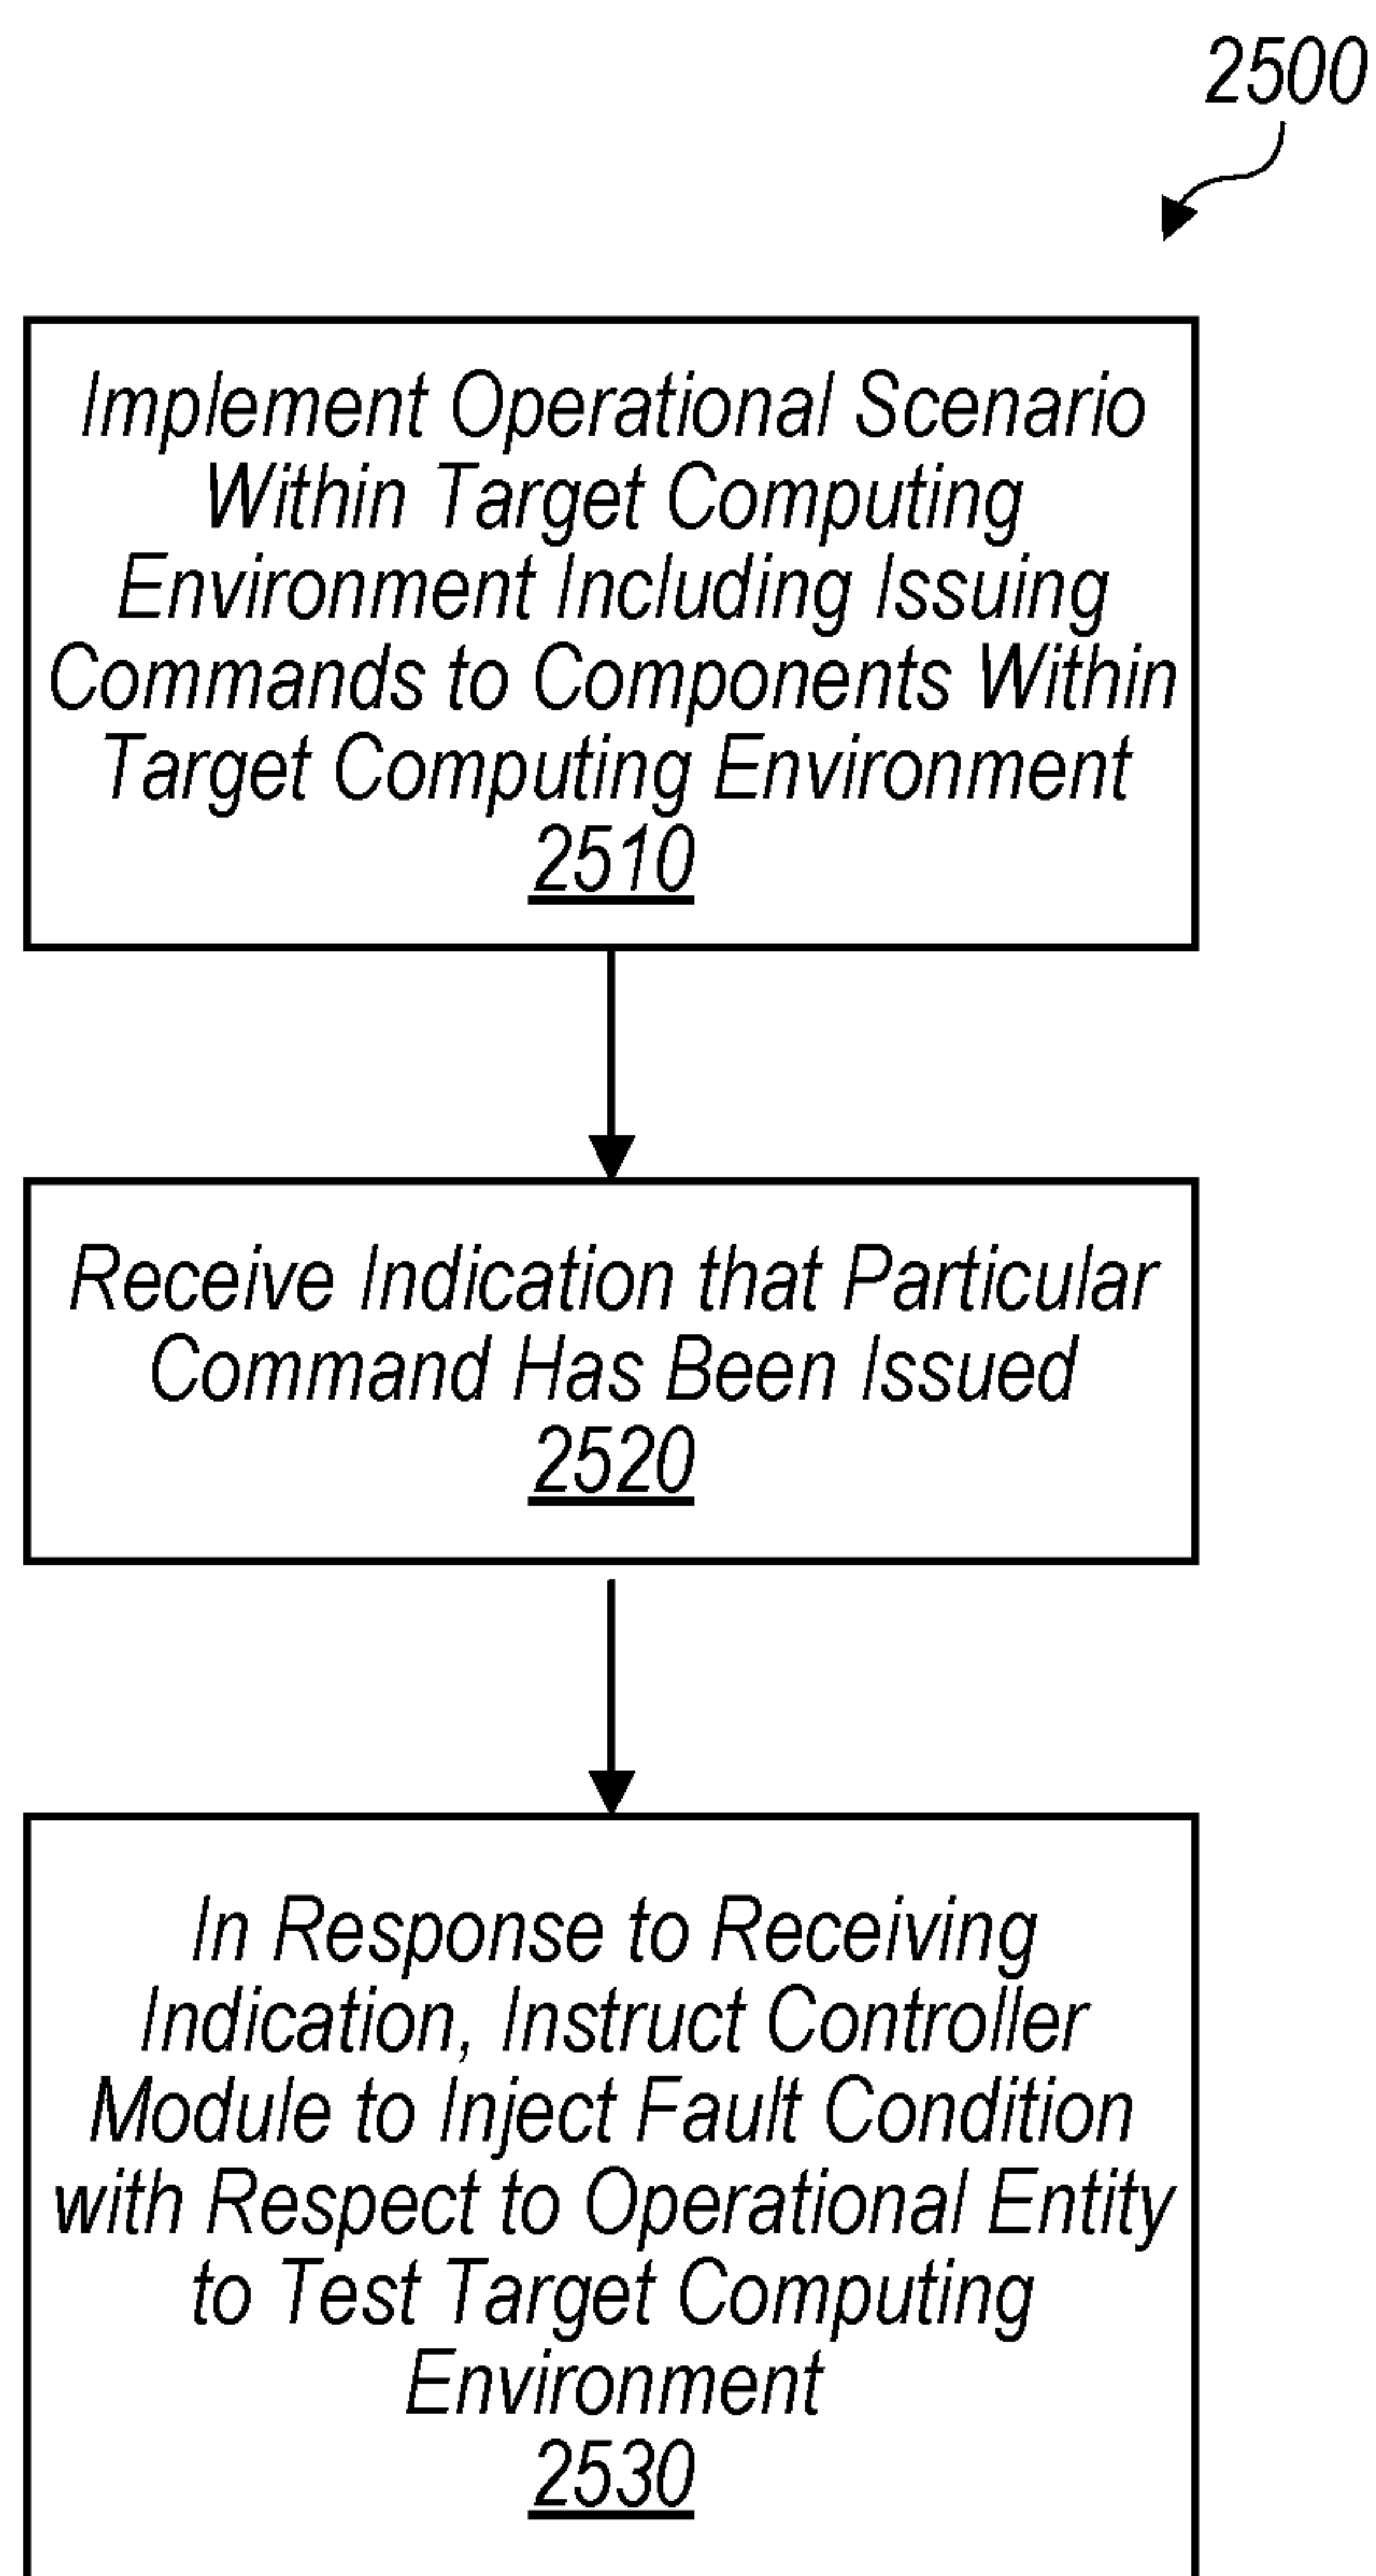 2500
Implement Operational Scenario
Within Target Computing
Environment Including Issuing
Commands to Components Within
Target Computing Environment
2510
Receive Indication that Particular
Command Has Been Issued
2520
In Response to Receiving
Indication, Instruct Controller
Module to Inject Fault Condition
with Respect to Operational Entity
to Test Target Computing
Environment
2530